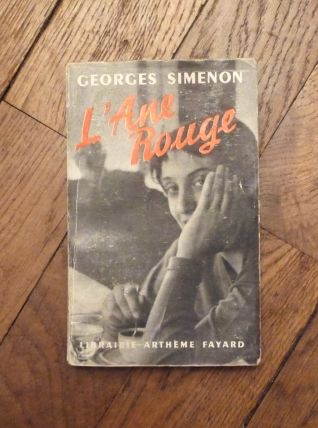 GEORGES SIMENON
L'Ane
Rouge
LIBRAIRIE-ARTHÈME FAYARD